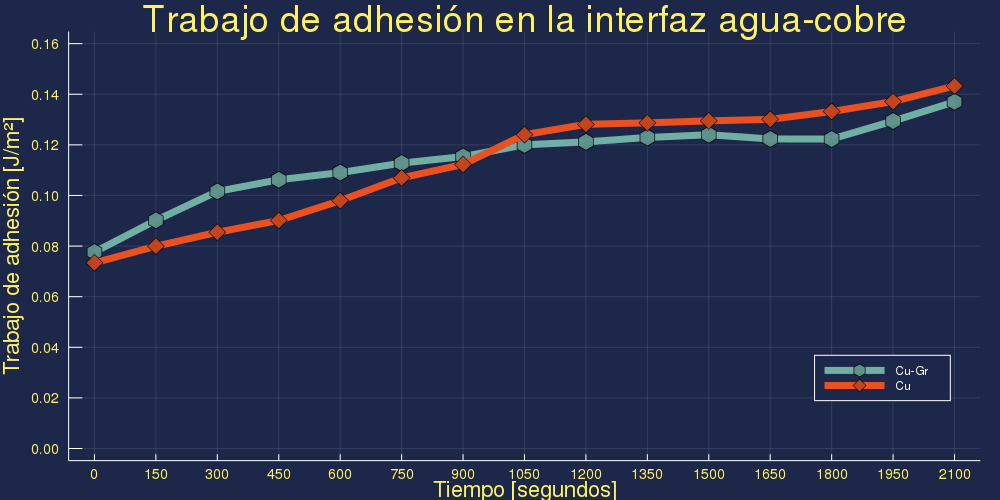 Trabajo de adhesión en la interfaz agua-cobre
Trabajo de adhesión [J/m²]
0.16
0.14
0.12
0.10
0.08
0.06
0.04
0.02
0.00
Cu-Gr
Cu
0 150 300 450 600 750 900 1050 1200 1350 1500 1650 1800 1950 2100
Tiempo [segundos]